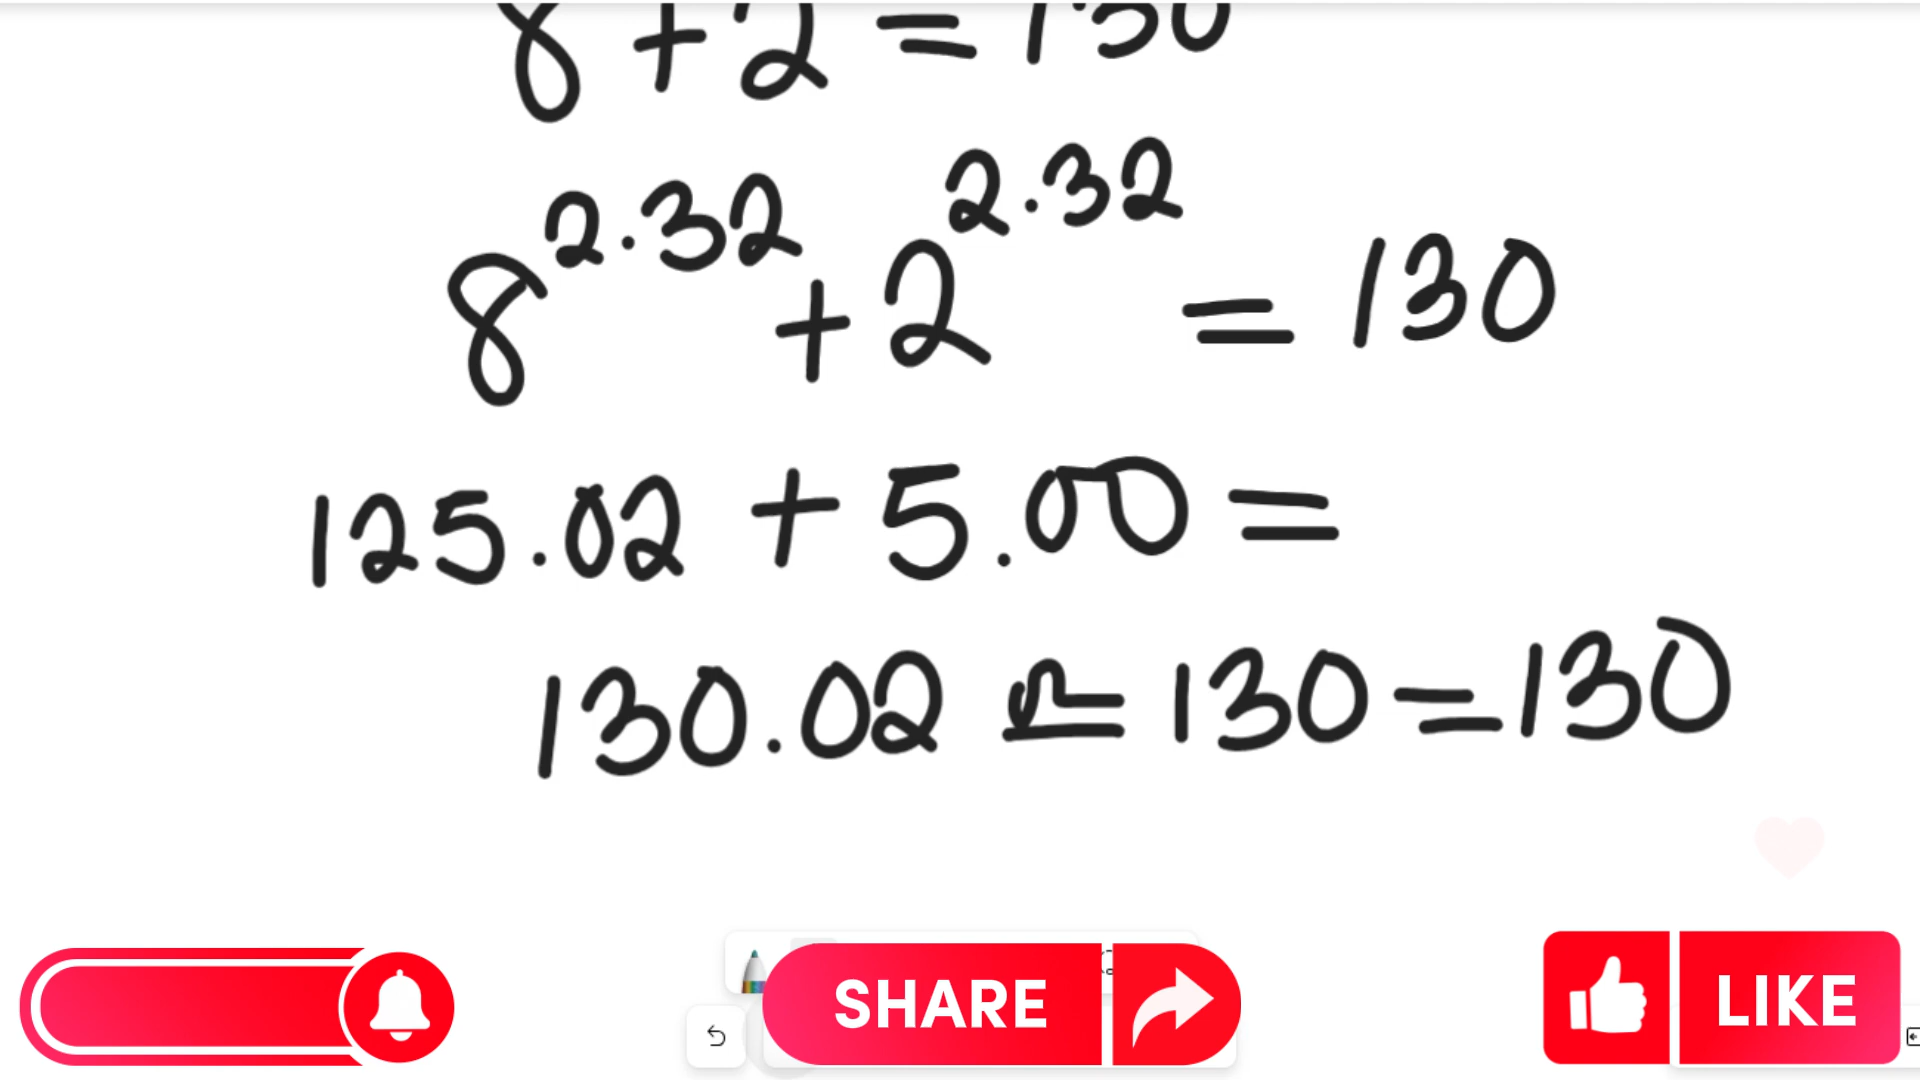 8 + 2 = 130
8^2.32 + 2^2.32 = 130
125.02 + 5.00 =
130.02 ≃ 130 = 130
SHARE
LIKE